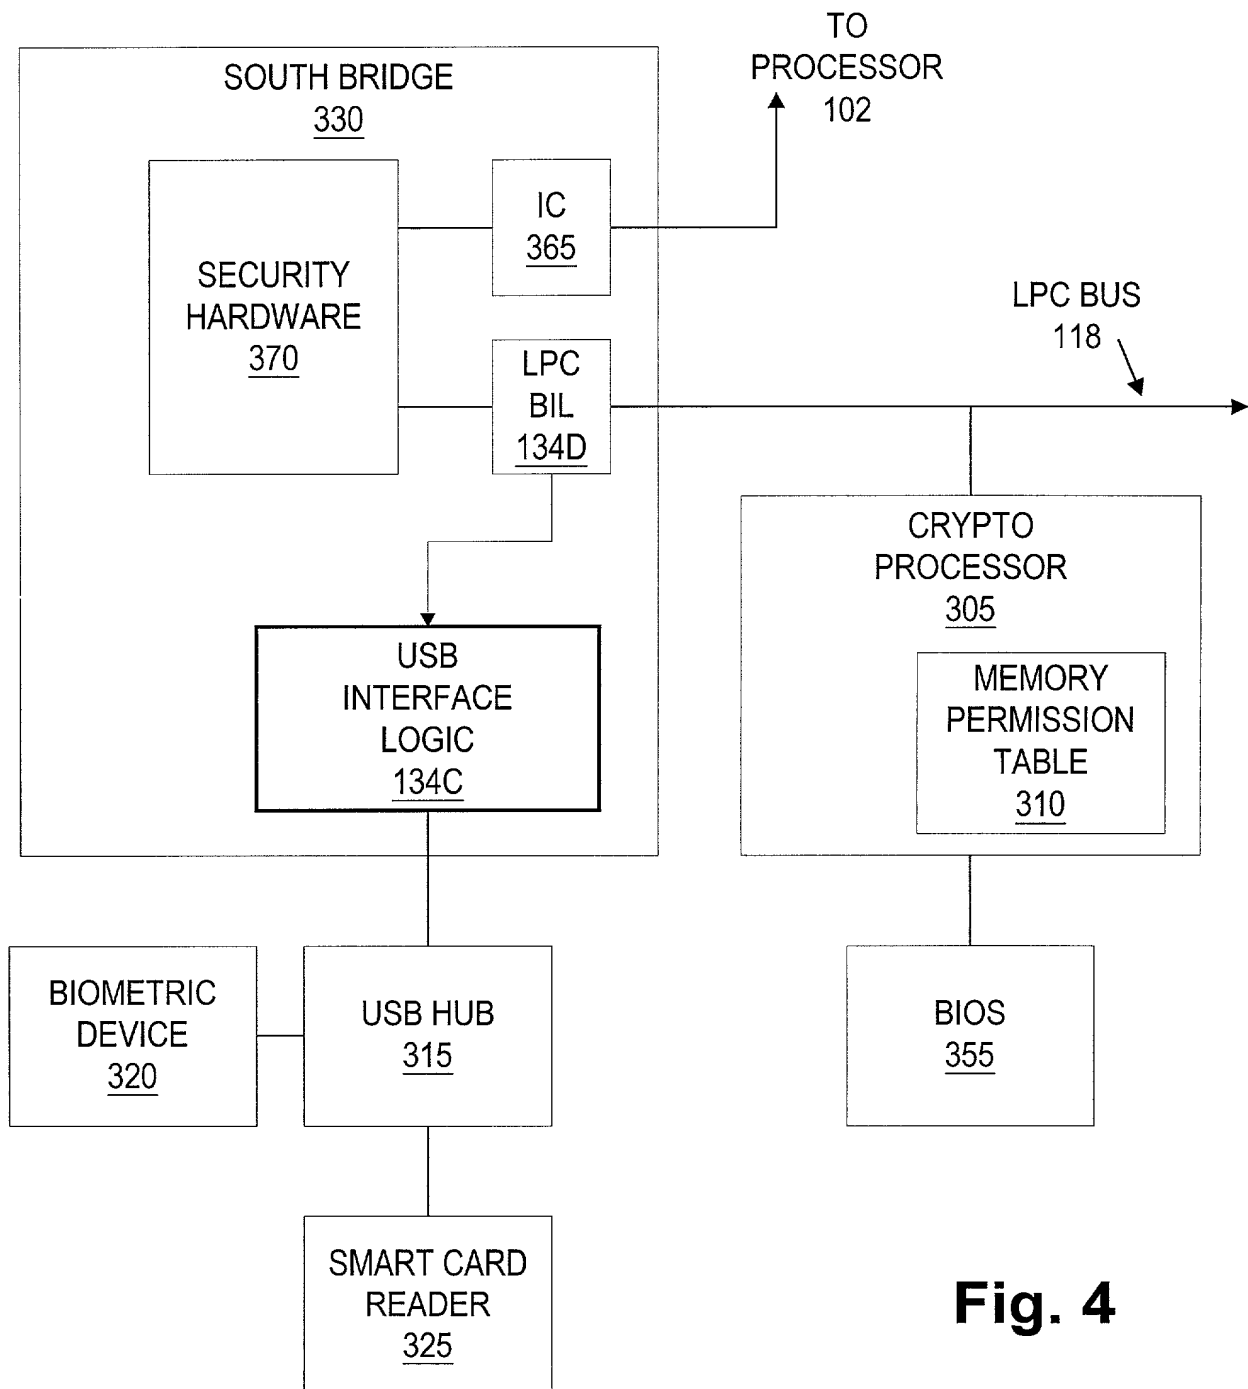 TO
PROCESSOR
102
SOUTH BRIDGE
330
IC
365
SECURITY
HARDWARE
370
LPC BUS
118
LPC
BIL
134D
CRYPTO
PROCESSOR
305
USB
INTERFACE
LOGIC
134C
MEMORY
PERMISSION
TABLE
310
BIOMETRIC
DEVICE
320
USB HUB
315
BIOS
355
SMART CARD
READER
325
Fig. 4